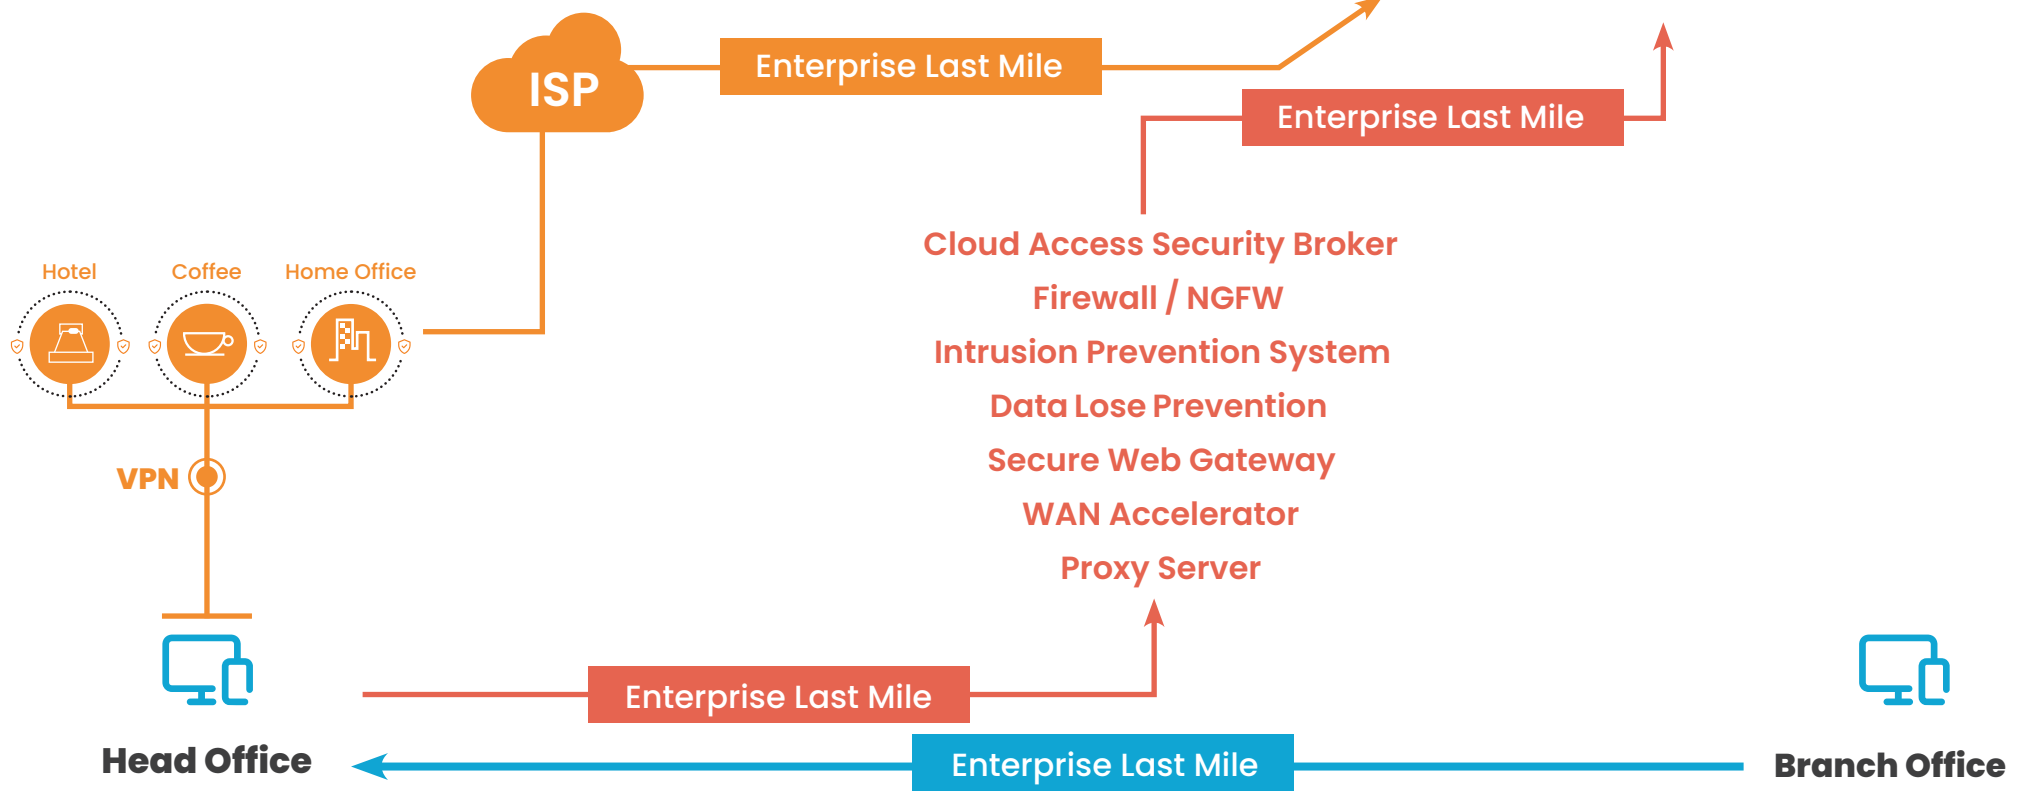 ISP
Enterprise Last Mile
Enterprise Last Mile
Cloud Access Security Broker
Firewall / NGFW
Intrusion Prevention System
Data Lose Prevention
Secure Web Gateway
WAN Accelerator
Proxy Server
Hotel
Coffee
Home Office
VPN
Enterprise Last Mile
Head Office
Enterprise Last Mile
Branch Office